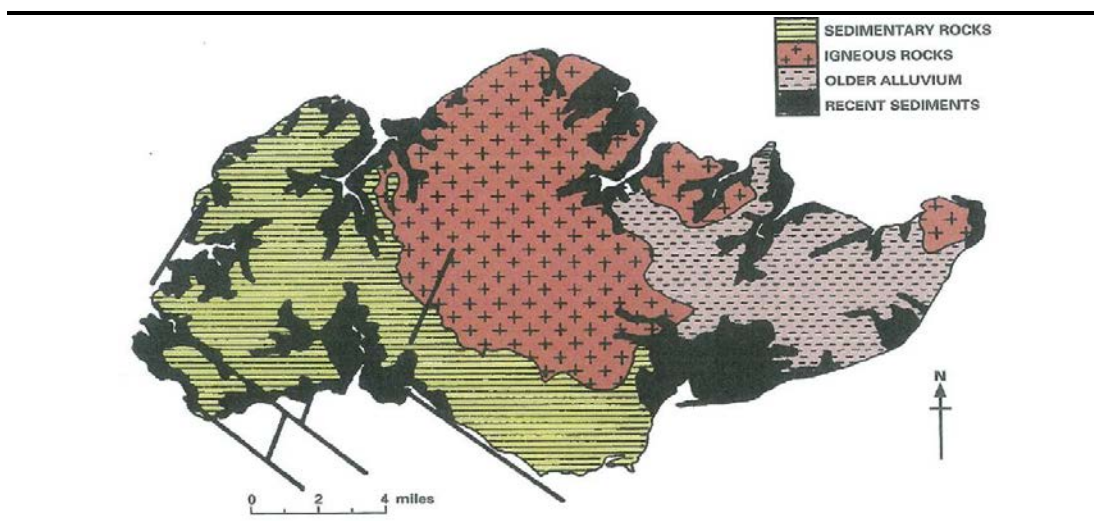 SEDIMENTARY ROCKS
IGNEOUS ROCKS
OLDER ALLUVIUM
RECENT SEDIMENTS
N
0 2 4 miles